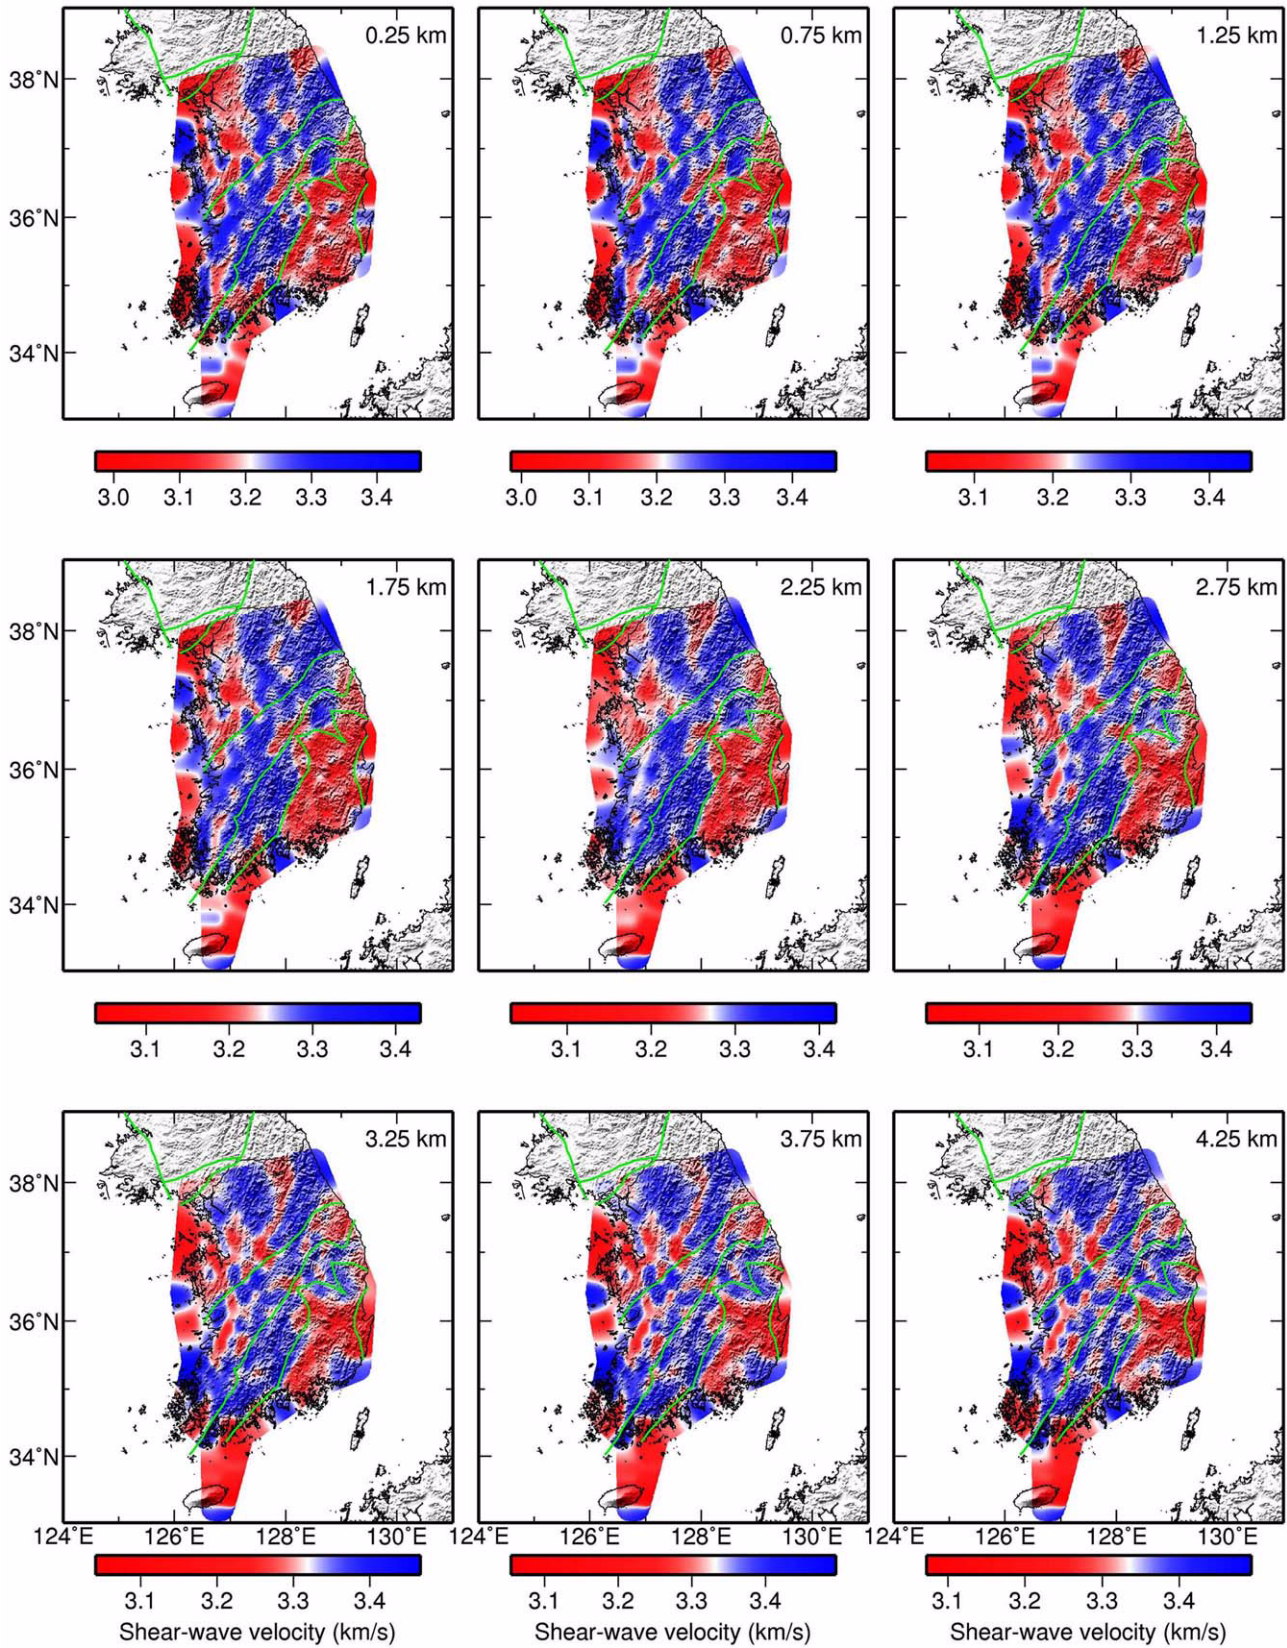 0.25 km 0.75 km 1.25 km
38°N
36°N
34°N
3.0 3.1 3.2 3.3 3.4 3.0 3.1 3.2 3.3 3.4 3.1 3.2 3.3 3.4
1.75 km 2.25 km 2.75 km
38°N
36°N
34°N
3.1 3.2 3.3 3.4 3.1 3.2 3.3 3.4 3.1 3.2 3.3 3.4
3.25 km 3.75 km 4.25 km
38°N
36°N
34°N
124°E 126°E 128°E 130°E 124°E 126°E 128°E 130°E 124°E 126°E 128°E 130°E
3.1 3.2 3.3 3.4 3.1 3.2 3.3 3.4 3.1 3.2 3.3 3.4
Shear-wave velocity (km/s) Shear-wave velocity (km/s) Shear-wave velocity (km/s)